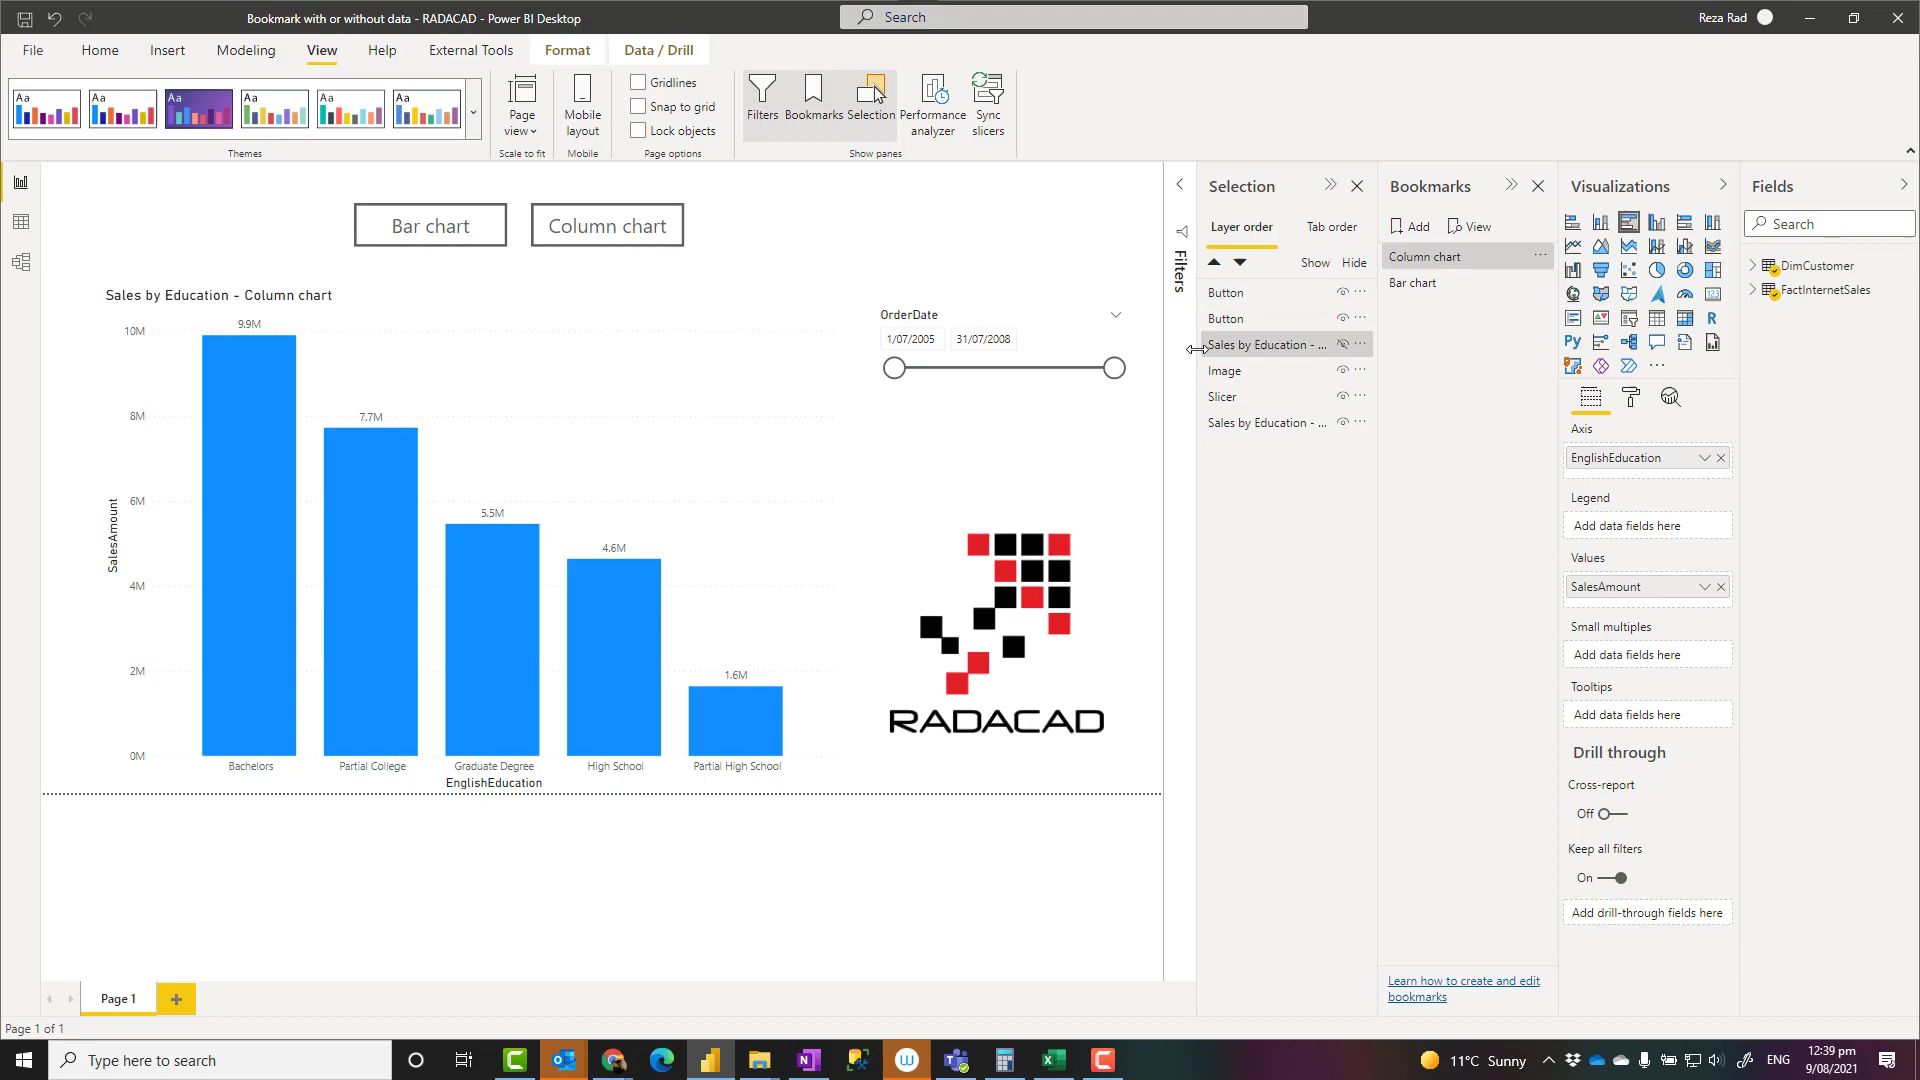 Bookmark with or without data - RADACAD - Power BI Desktop
Search
Reza Rad
File Home Insert Modeling View Help External Tools Format Data / Drill
Aa Aa Aa Aa Aa Aa
Page view
Mobile layout
Gridlines
Snap to grid
Lock objects
Filters
Bookmarks
Selection
Performance analyzer
Sync slicers
Themes
Scale to fit
Mobile
Page options
Show panes
Bar chart
Column chart
Sales by Education - Column chart
10M
8M
6M
4M
2M
0M
SalesAmount
9.9M
7.7M
5.5M
4.6M
1.6M
Bachelors
Partial College
Graduate Degree
High School
Partial High School
EnglishEducation
OrderDate
1/07/2005
31/07/2008
RADACAD
Filters
Selection
Layer order
Tab order
Show
Hide
Button
Button
Sales by Education - ...
Image
Slicer
Sales by Education - ...
Bookmarks
Add
View
Column chart
Bar chart
Learn how to create and edit
bookmarks
Visualizations
R
Py
Axis
EnglishEducation
Legend
Add data fields here
Values
SalesAmount
Small multiples
Add data fields here
Tooltips
Add data fields here
Drill through
Cross-report
Off
Keep all filters
On
Add drill-through fields here
Fields
Search
DimCustomer
FactInternetSales
Page 1
Page 1 of 1
Type here to search
11°C Sunny
ENG
12:39 pm
9/08/2021